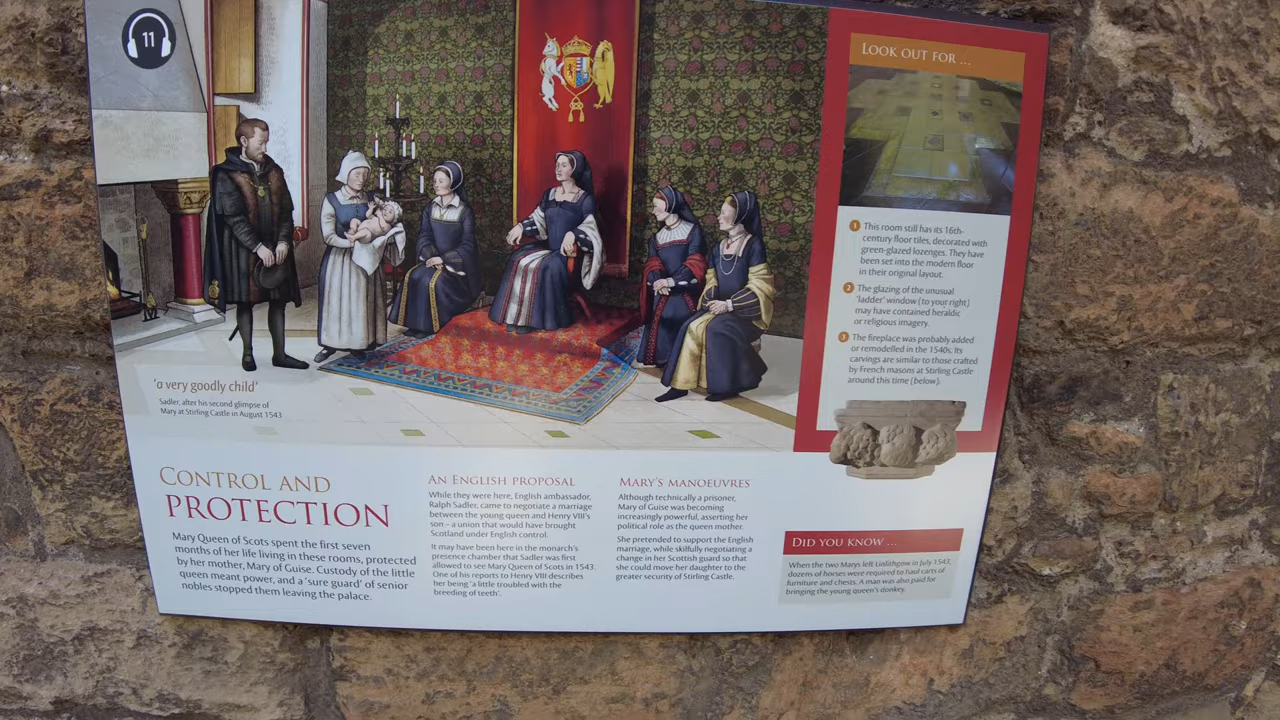 11
'a very goodly child'
Sadler, after his second glimpse of
Mary at Stirling Castle in August 1543
CONTROL AND
PROTECTION
Mary Queen of Scots spent the first seven
months of her life living in these rooms, protected
by her mother, Mary of Guise. Custody of the little
queen meant power, and a 'sure guard' of senior
nobles stopped them leaving the palace.
AN ENGLISH PROPOSAL
While they were here, English ambassador,
Ralph Sadler, came to negotiate a marriage
between the young queen and Henry VIII's
son – a union that would have brought
Scotland under English control.
It may have been here in the monarch's
presence chamber that Sadler was first
allowed to see Mary Queen of Scots in 1543.
One of his reports to Henry VIII describes
her being 'a little troubled with the
breeding of teeth'.
MARY'S MANOEUVRES
Although technically a prisoner,
Mary of Guise was becoming
increasingly powerful, asserting her
political role as the queen mother.
She pretended to support the English
marriage, while skilfully negotiating a
change in her Scottish guard so that
she could move her daughter to the
greater security of Stirling Castle.
LOOK OUT FOR ...
1 This room still has its 16th-
century floor tiles, decorated with
green-glazed lozenges. They have
been set into the modern floor
in their original layout.
2 The glazing of the unusual
'ladder' window (to your right)
may have contained heraldic
or religious imagery.
3 The fireplace was probably added
or remodelled in the 1540s. Its
carvings are similar to those crafted
by French masons at Stirling Castle
around this time (below).
DID YOU KNOW ...
When the two Marys left Linlithgow in July 1543,
dozens of horses were required to haul carts of
furniture and chests. A man was also paid for
bringing the young queen's donkey.